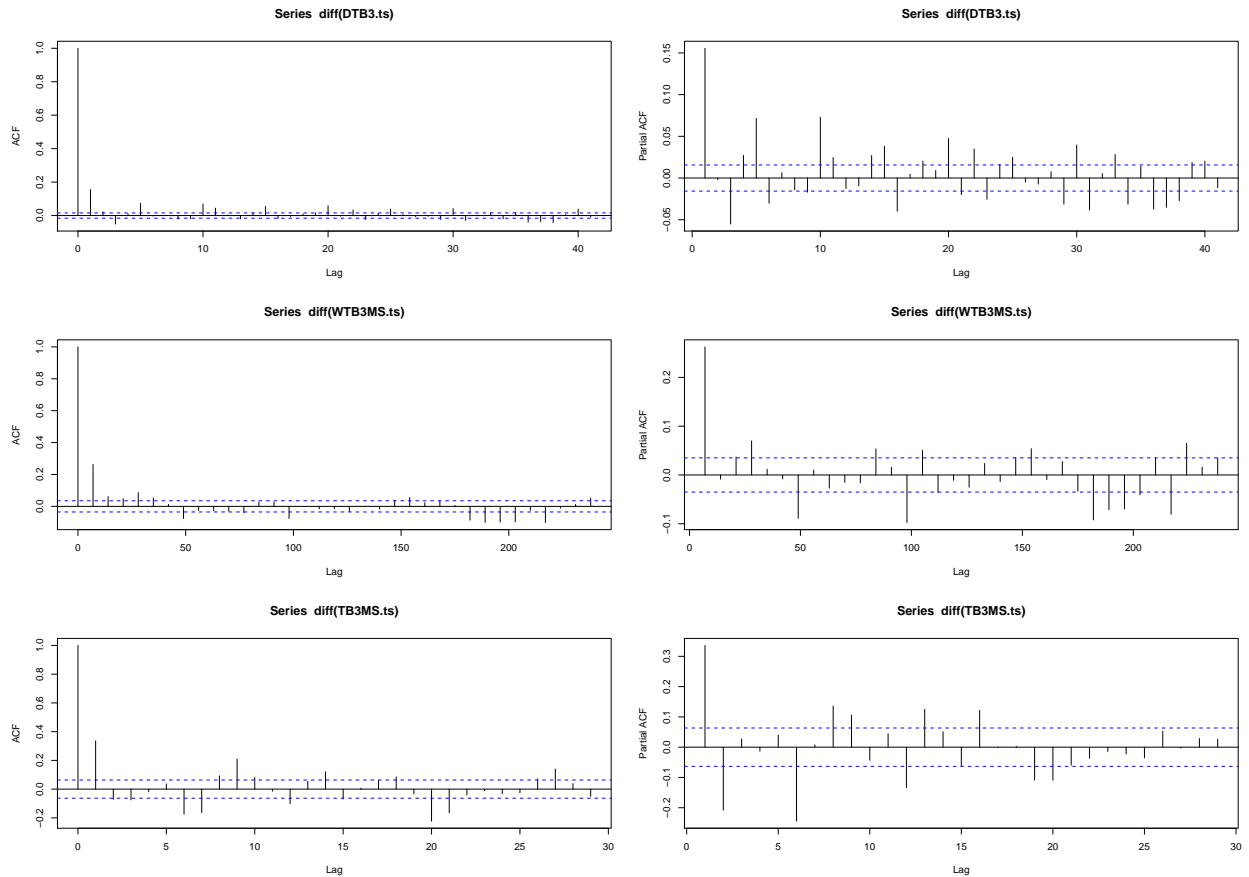 Series diff(DTB3.ts)
ACF
0.0 0.2 0.4 0.6 0.8 1.0
0 10 20 30 40
Lag
Series diff(DTB3.ts)
Partial ACF
−0.05 0.00 0.05 0.10 0.15
0 10 20 30 40
Lag
Series diff(WTB3MS.ts)
ACF
0.0 0.2 0.4 0.6 0.8 1.0
0 50 100 150 200
Lag
Series diff(WTB3MS.ts)
Partial ACF
−0.1 0.0 0.1 0.2
0 50 100 150 200
Lag
Series diff(TB3MS.ts)
ACF
−0.2 0.0 0.2 0.4 0.6 0.8 1.0
0 5 10 15 20 25 30
Lag
Series diff(TB3MS.ts)
Partial ACF
−0.2 −0.1 0.0 0.1 0.2 0.3
0 5 10 15 20 25 30
Lag